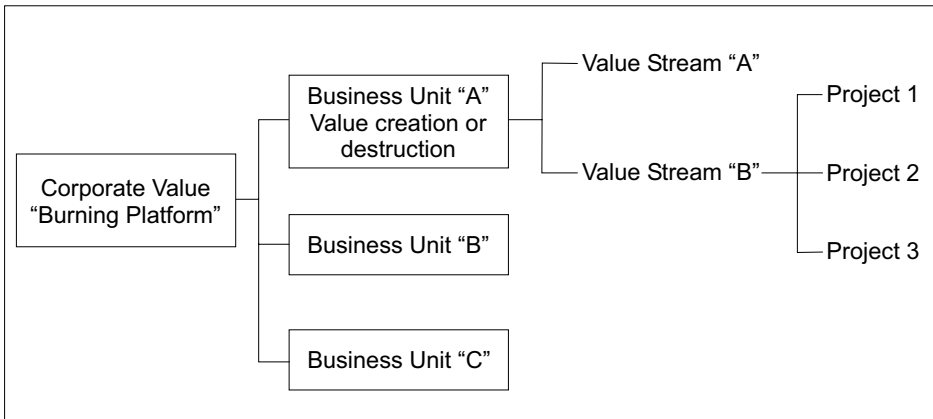 Corporate Value
“Burning Platform”
Business Unit “A”
Value creation or
destruction
Business Unit “B”
Business Unit “C”
Value Stream “A”
Value Stream “B”
Project 1
Project 2
Project 3